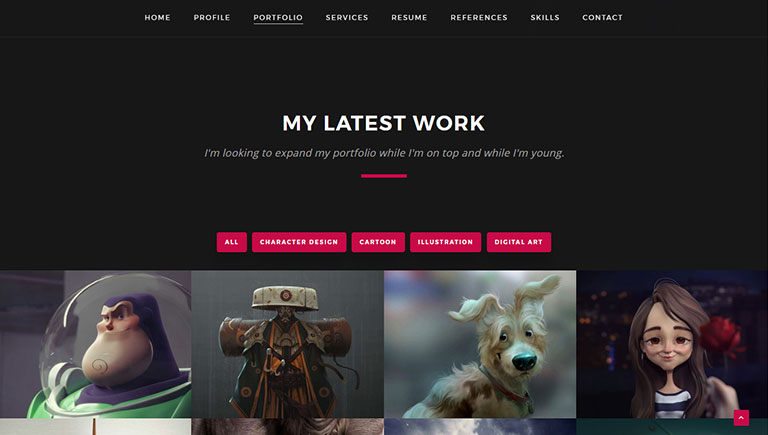 HOME PROFILE PORTFOLIO SERVICES RESUME REFERENCES SKILLS CONTACT
MY LATEST WORK
I'm looking to expand my portfolio while I'm on top and while I'm young.
ALL CHARACTER DESIGN CARTOON ILLUSTRATION DIGITAL ART